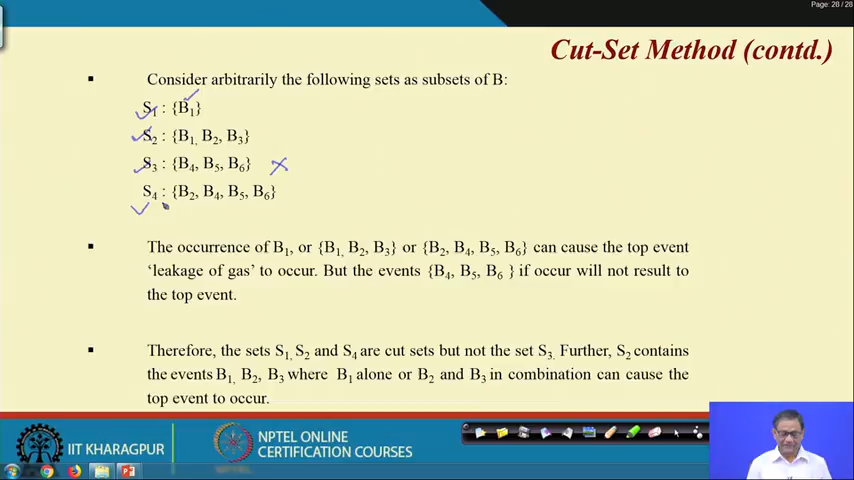 Page: 28 / 28
Cut-Set Method (contd.)
▪ Consider arbitrarily the following sets as subsets of B:
S₁ : {B₁}
S₂ : {B₁, B₂, B₃}
S₃ : {B₄, B₅, B₆}
S₄ : {B₂, B₄, B₅, B₆}
▪ The occurrence of B₁, or {B₁, B₂, B₃} or {B₂, B₄, B₅, B₆} can cause the top event
‘leakage of gas’ to occur. But the events {B₄, B₅, B₆ } if occur will not result to
the top event.
▪ Therefore, the sets S₁, S₂ and S₄ are cut sets but not the set S₃. Further, S₂ contains
the events B₁, B₂, B₃ where B₁ alone or B₂ and B₃ in combination can cause the
top event to occur.
IIT KHARAGPUR
NPTEL ONLINE
CERTIFICATION COURSES